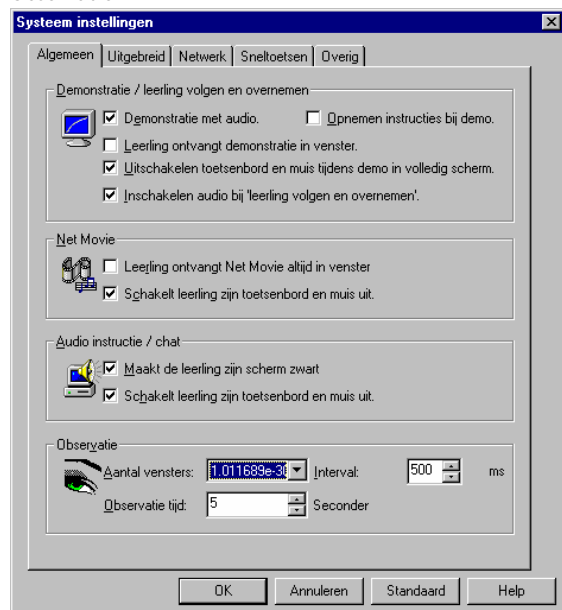 Systeem instellingen
Algemeen Uitgebreid Netwerk Sneltoetsen Overig
Demonstratie / leerling volgen en overnemen
Demonstratie met audio. Opnemen instructies bij demo.
Leerling ontvangt demonstratie in venster.
Uitschakelen toetsenbord en muis tijdens demo in volledig scherm.
Inschakelen audio bij 'leerling volgen en overnemen'.
Net Movie
Leerling ontvangt Net Movie altijd in venster
Schakelt leerling zijn toetsenbord en muis uit.
Audio instructie / chat
Maakt de leerling zijn scherm zwart
Schakelt leerling zijn toetsenbord en muis uit.
Observatie
Aantal vensters: 1.011689e-30 Interval: 500 ms
Observatie tijd: 5 Seconder
OK Annuleren Standaard Help